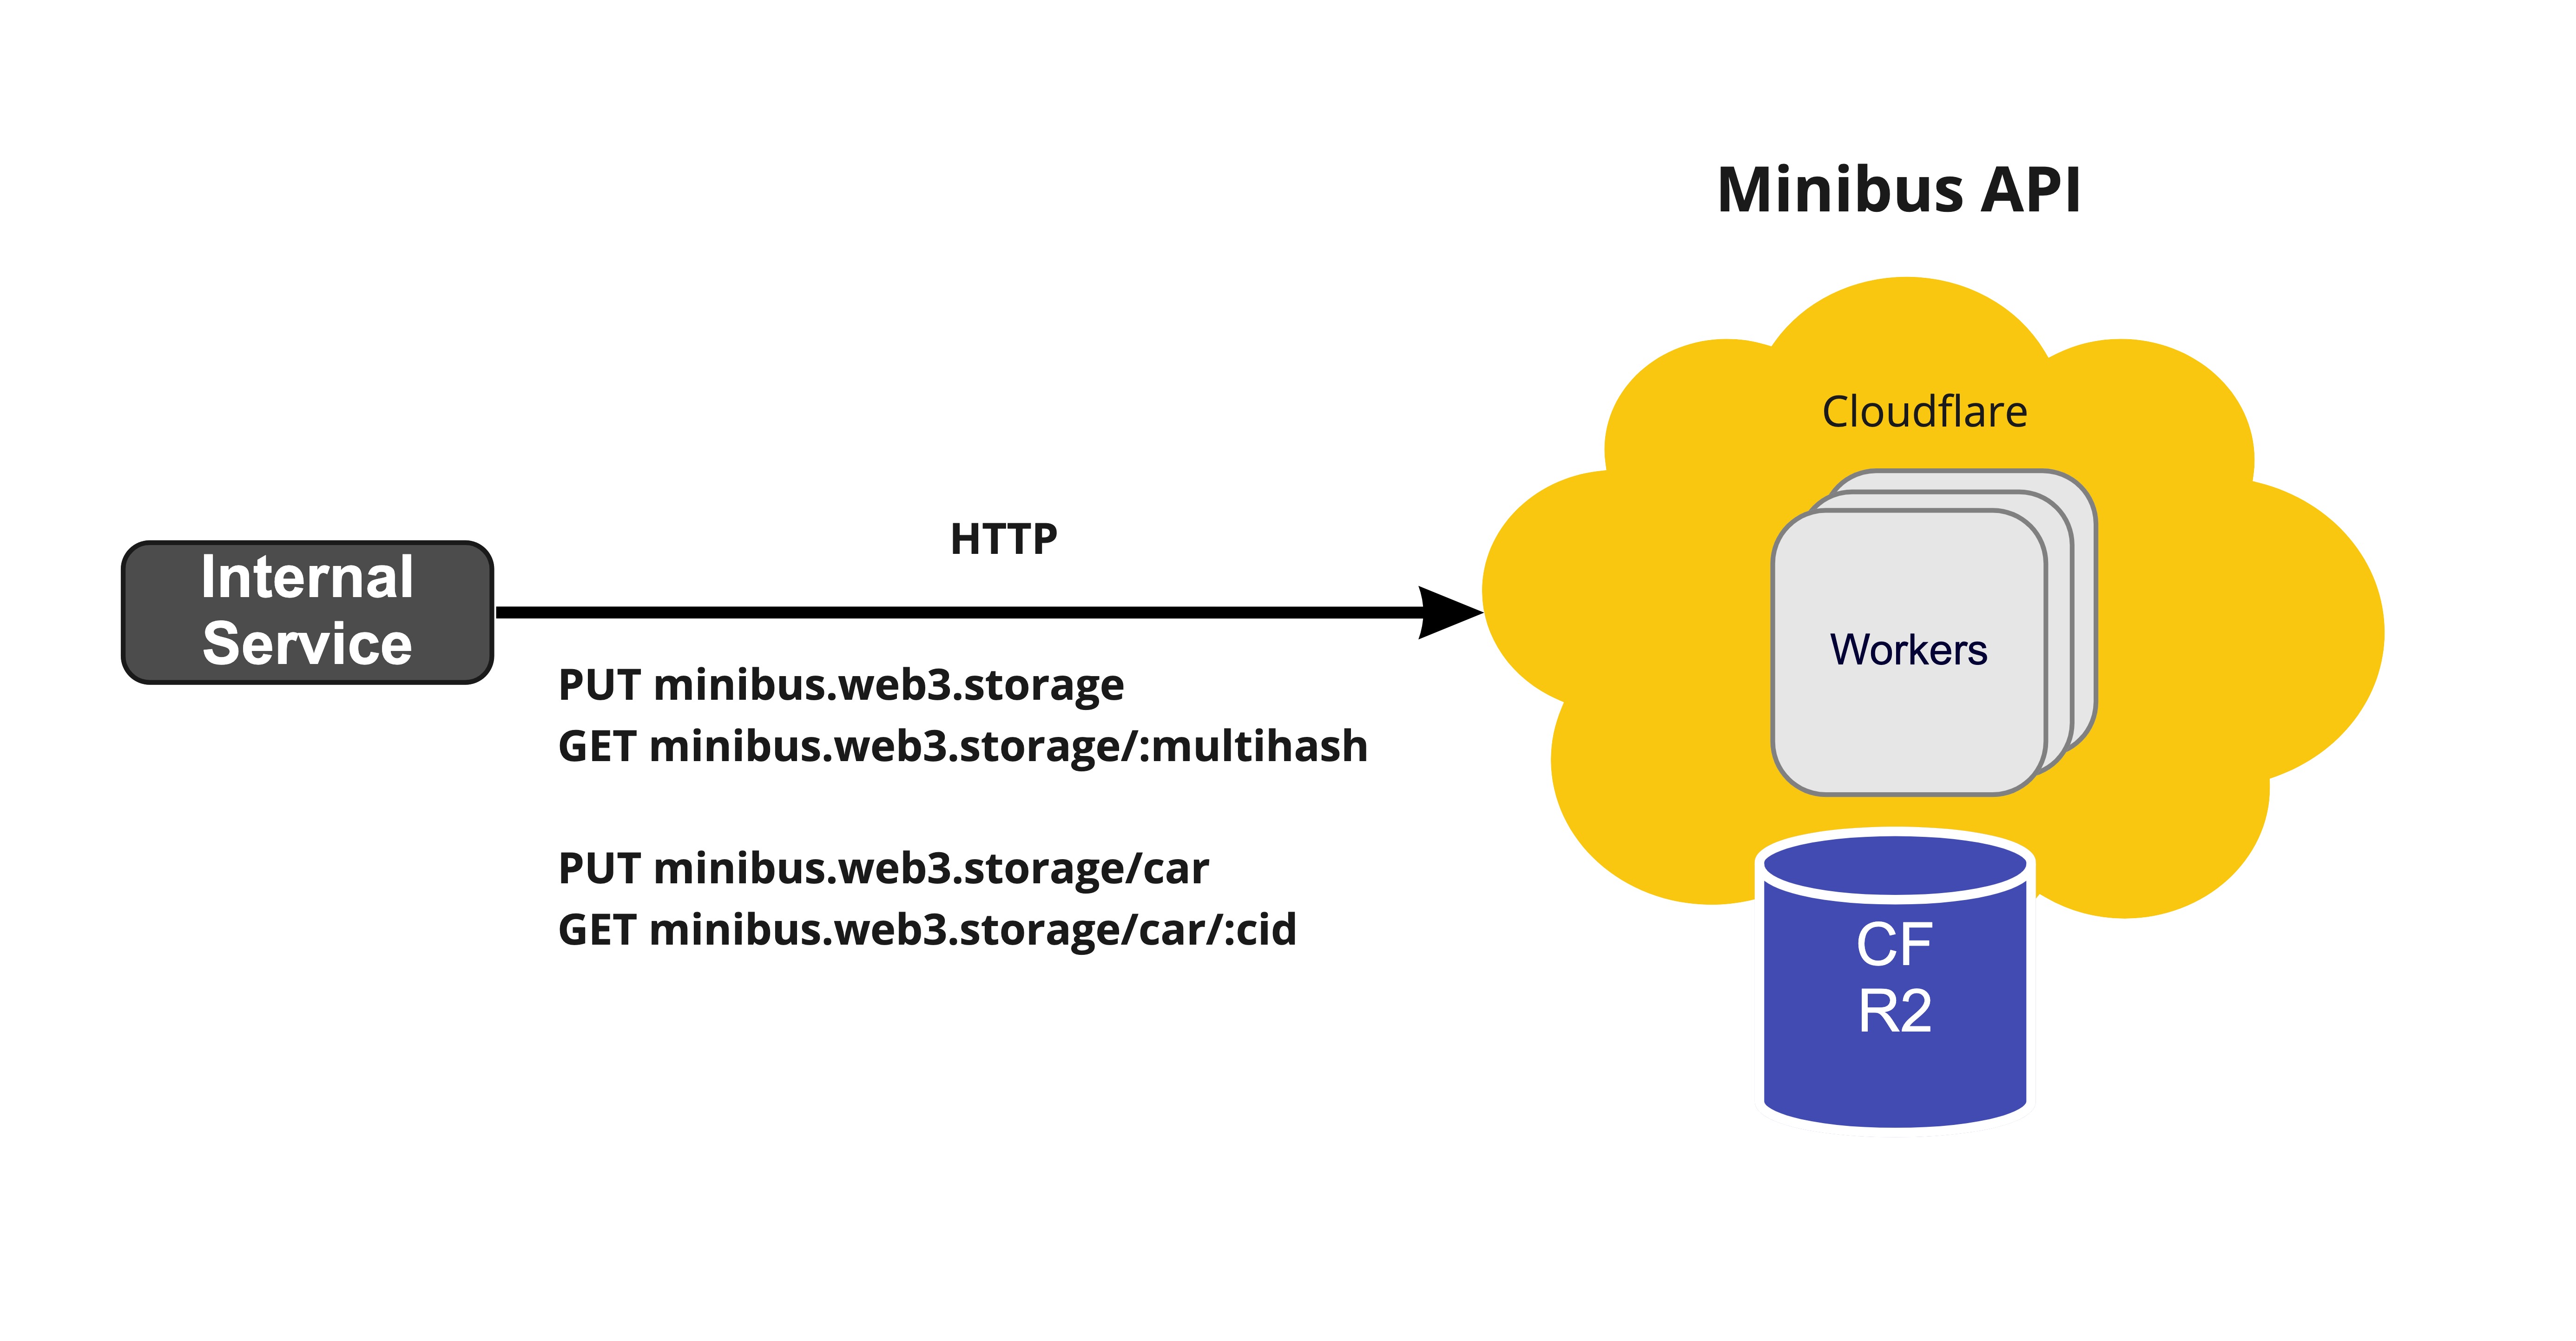 Minibus API
Cloudflare
HTTP
Internal
Service
Workers
PUT minibus.web3.storage
GET minibus.web3.storage/:multihash
PUT minibus.web3.storage/car
GET minibus.web3.storage/car/:cid
CF
R2